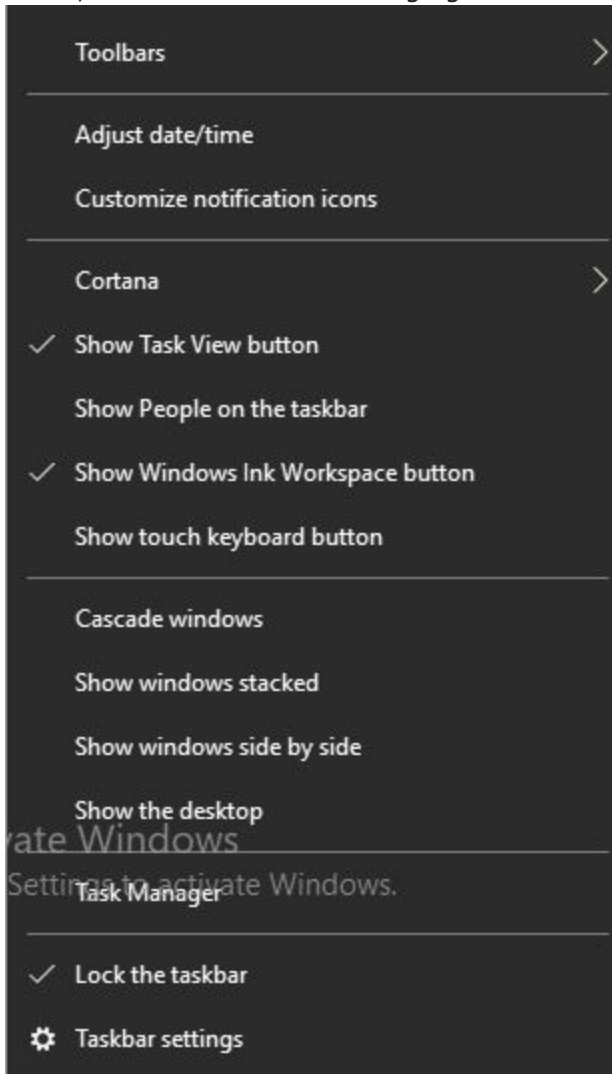 Toolbars
Adjust date/time
Customize notification icons
Cortana
Show Task View button
Show People on the taskbar
Show Windows Ink Workspace button
Show touch keyboard button
Cascade windows
Show windows stacked
Show windows side by side
Show the desktop
vate Windows
Settings to activate Windows.
Task Manager
Lock the taskbar
Taskbar settings